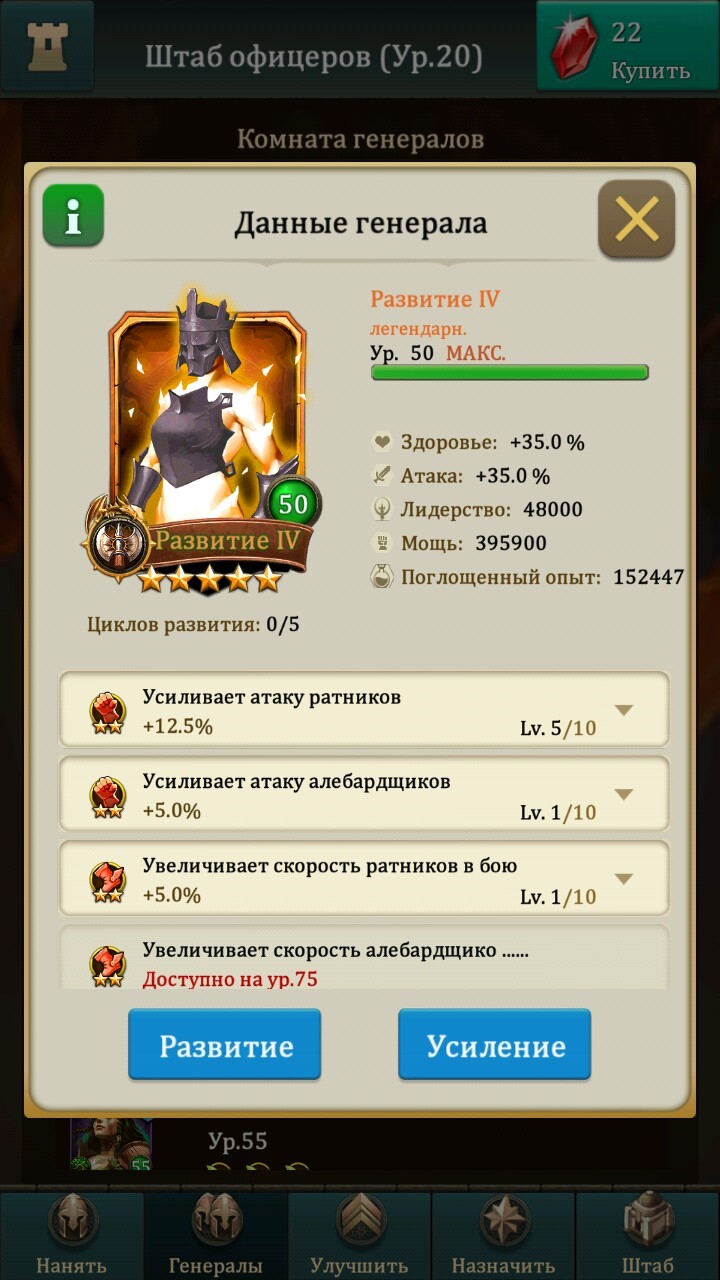 Штаб офицеров (Ур.20)
22
Купить
Комната генералов
Данные генерала
Развитие IV
легендарн.
Ур. 50 МАКС.
Здоровье: +35.0 %
Атака: +35.0 %
Лидерство: 48000
Мощь: 395900
Поглощенный опыт: 152447
50
Развитие IV
Циклов развития: 0/5
Усиливает атаку ратников
+12.5%
Lv. 5/10
Усиливает атаку алебардщиков
+5.0%
Lv. 1/10
Увеличивает скорость ратников в бою
+5.0%
Lv. 1/10
Увеличивает скорость алебардщико ......
Доступно на ур.75
Развитие
Усиление
55
Ур.55
Нанять
Генералы
Улучшить
Назначить
Штаб